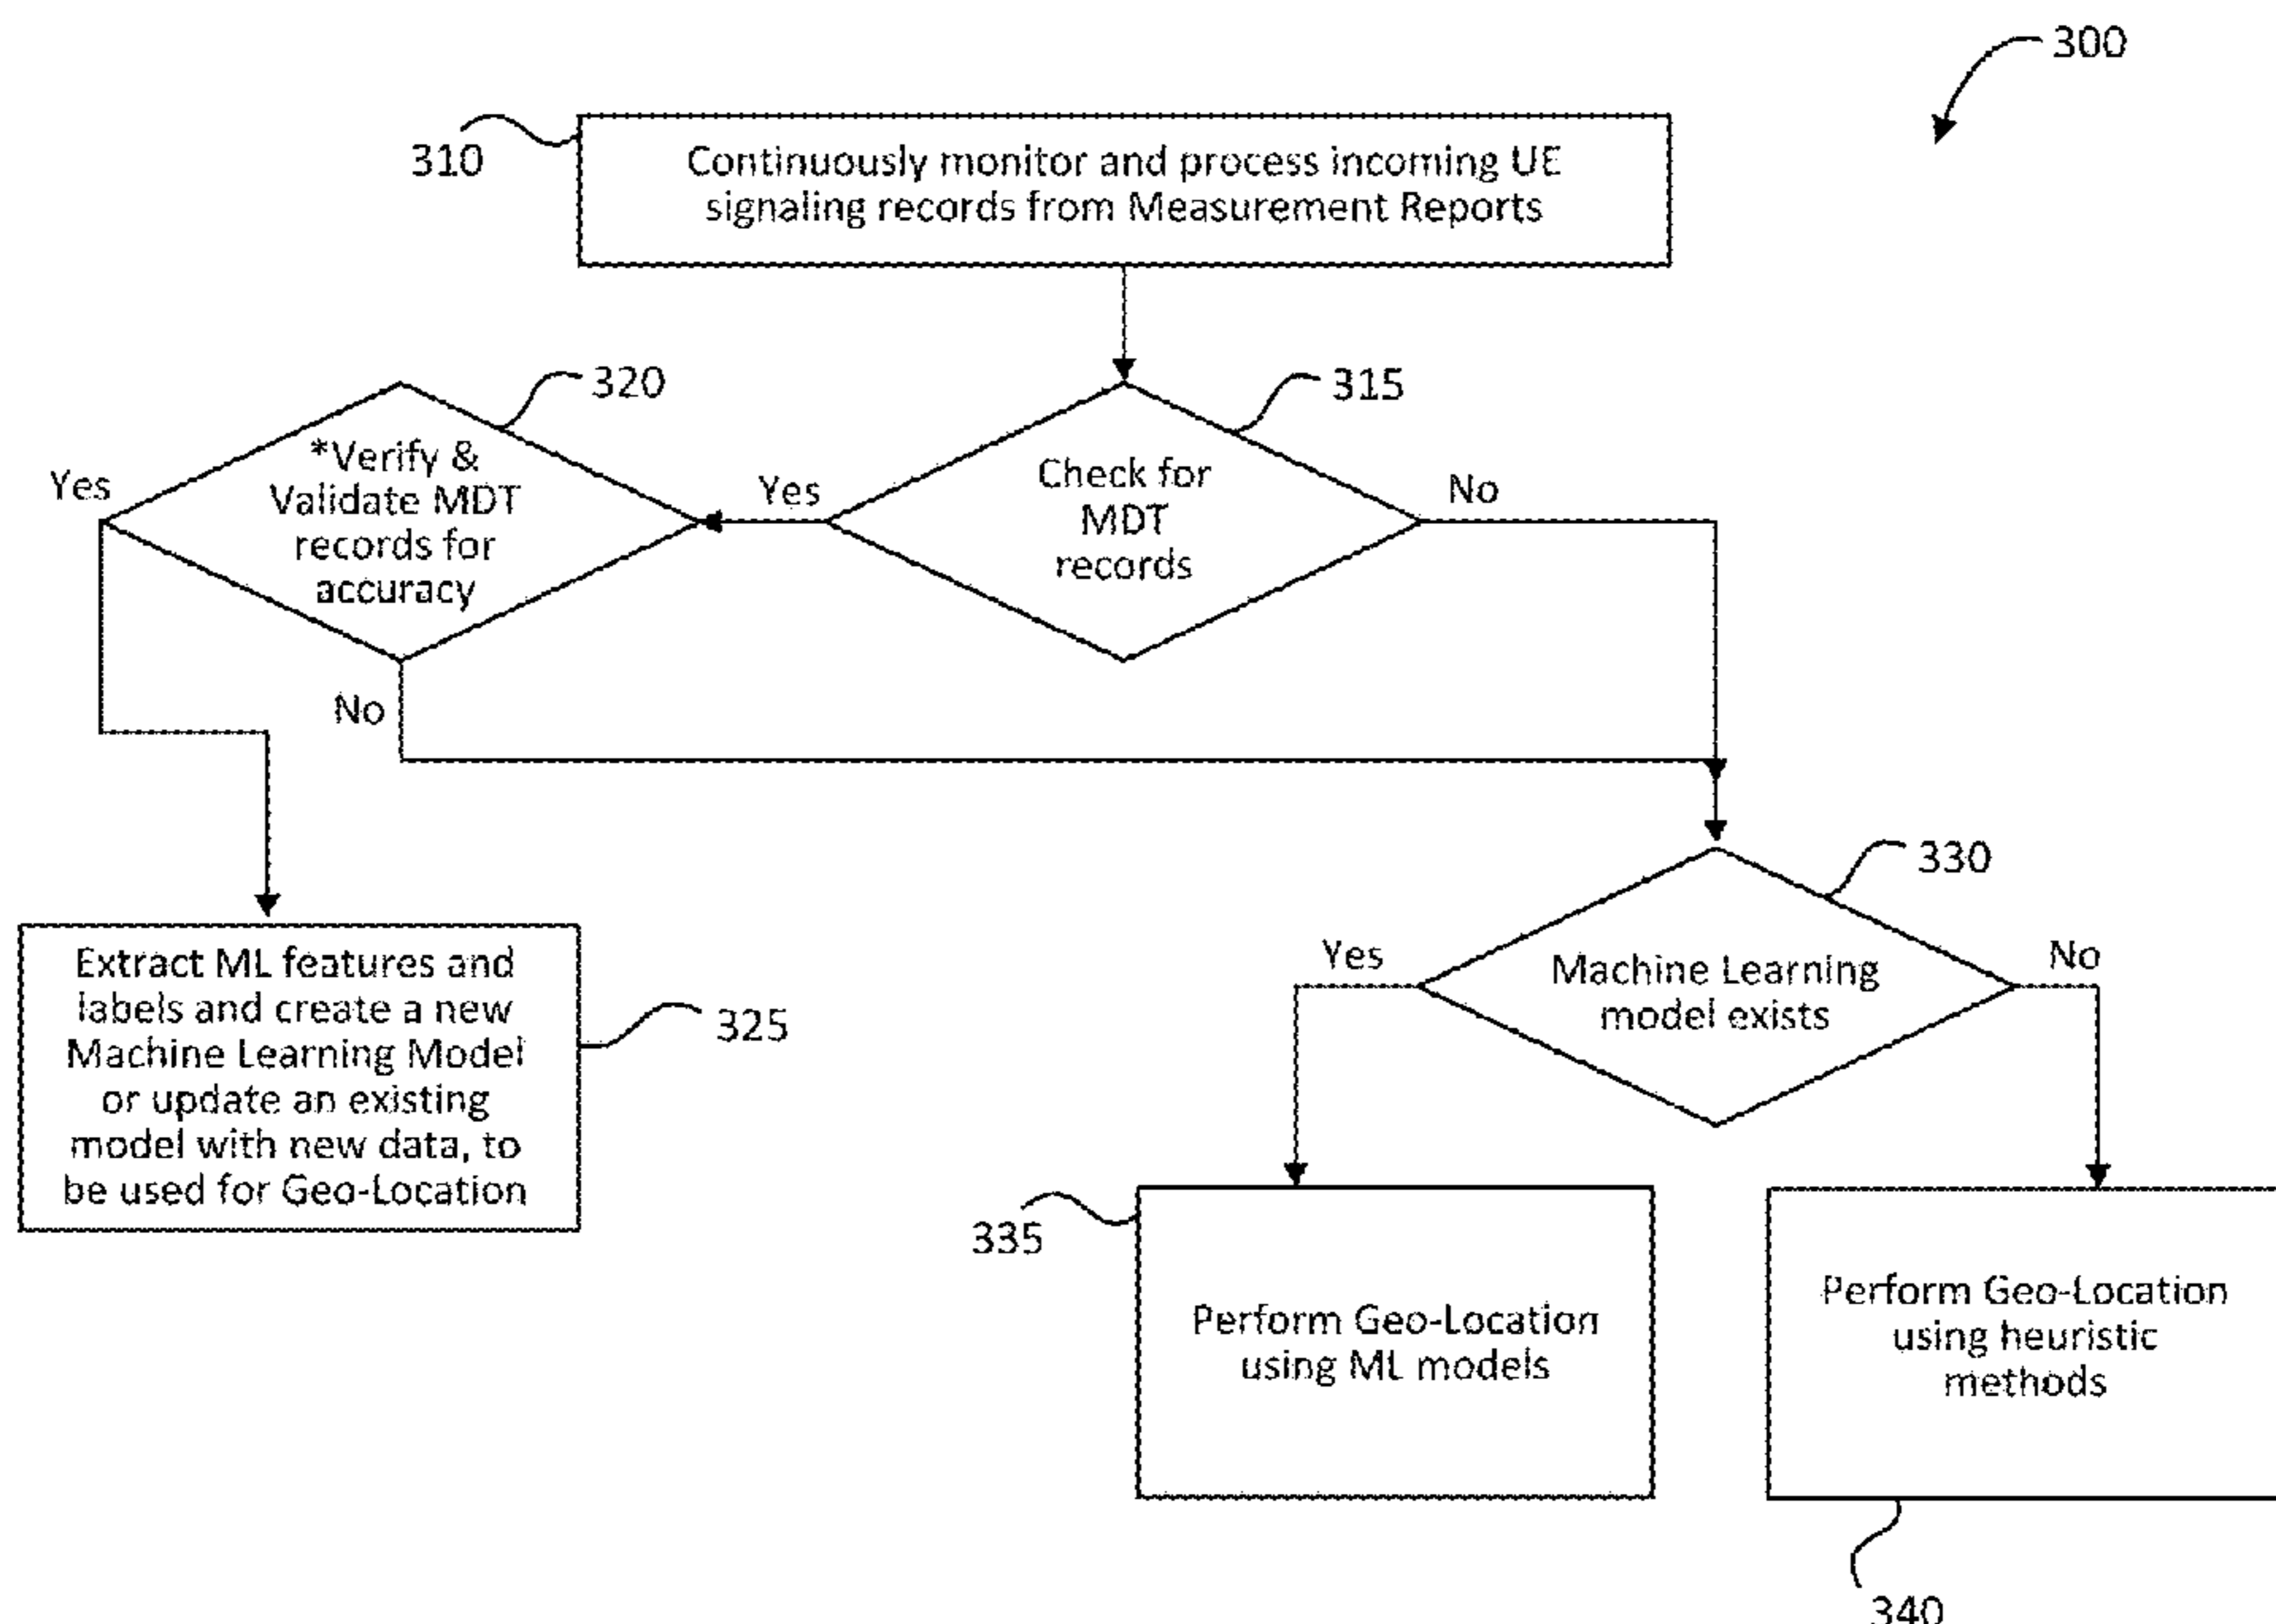 300
310
Continuously monitor and process incoming UE
signaling records from Measurement Reports
320
315
*Verify &
Validate MDT
records for
accuracy
Yes
Yes
Check for
MDT
records
No
No
330
Machine Learning
model exists
Yes
No
Extract ML features and
labels and create a new
Machine Learning Model
or update an existing
model with new data, to
be used for Geo-Location
325
335
Perform Geo-Location
using ML models
Perform Geo-Location
using heuristic
methods
340